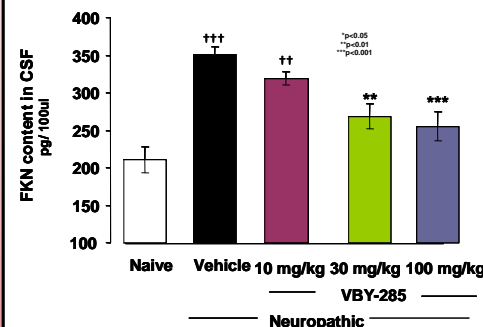 400
350
300
250
200
150
100
FKN content in CSF
pg/ 100ul
†††
††
**
***
*p<0.05
**p<0.01
***p<0.001
Naive Vehicle 10 mg/kg 30 mg/kg 100 mg/kg
VBY-285
Neuropathic